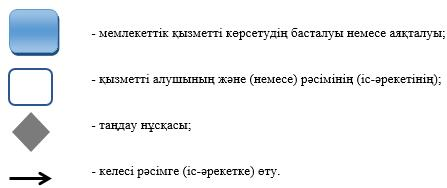 - мемлекеттік қызметті көрсетудің басталуы немесе аяқталуы;
- қызметті алушының және (немесе) рәсімінің (іс-әрекетінің);
- таңдау нұсқасы;
- келесі рәсімге (іс-әрекетке) өту.